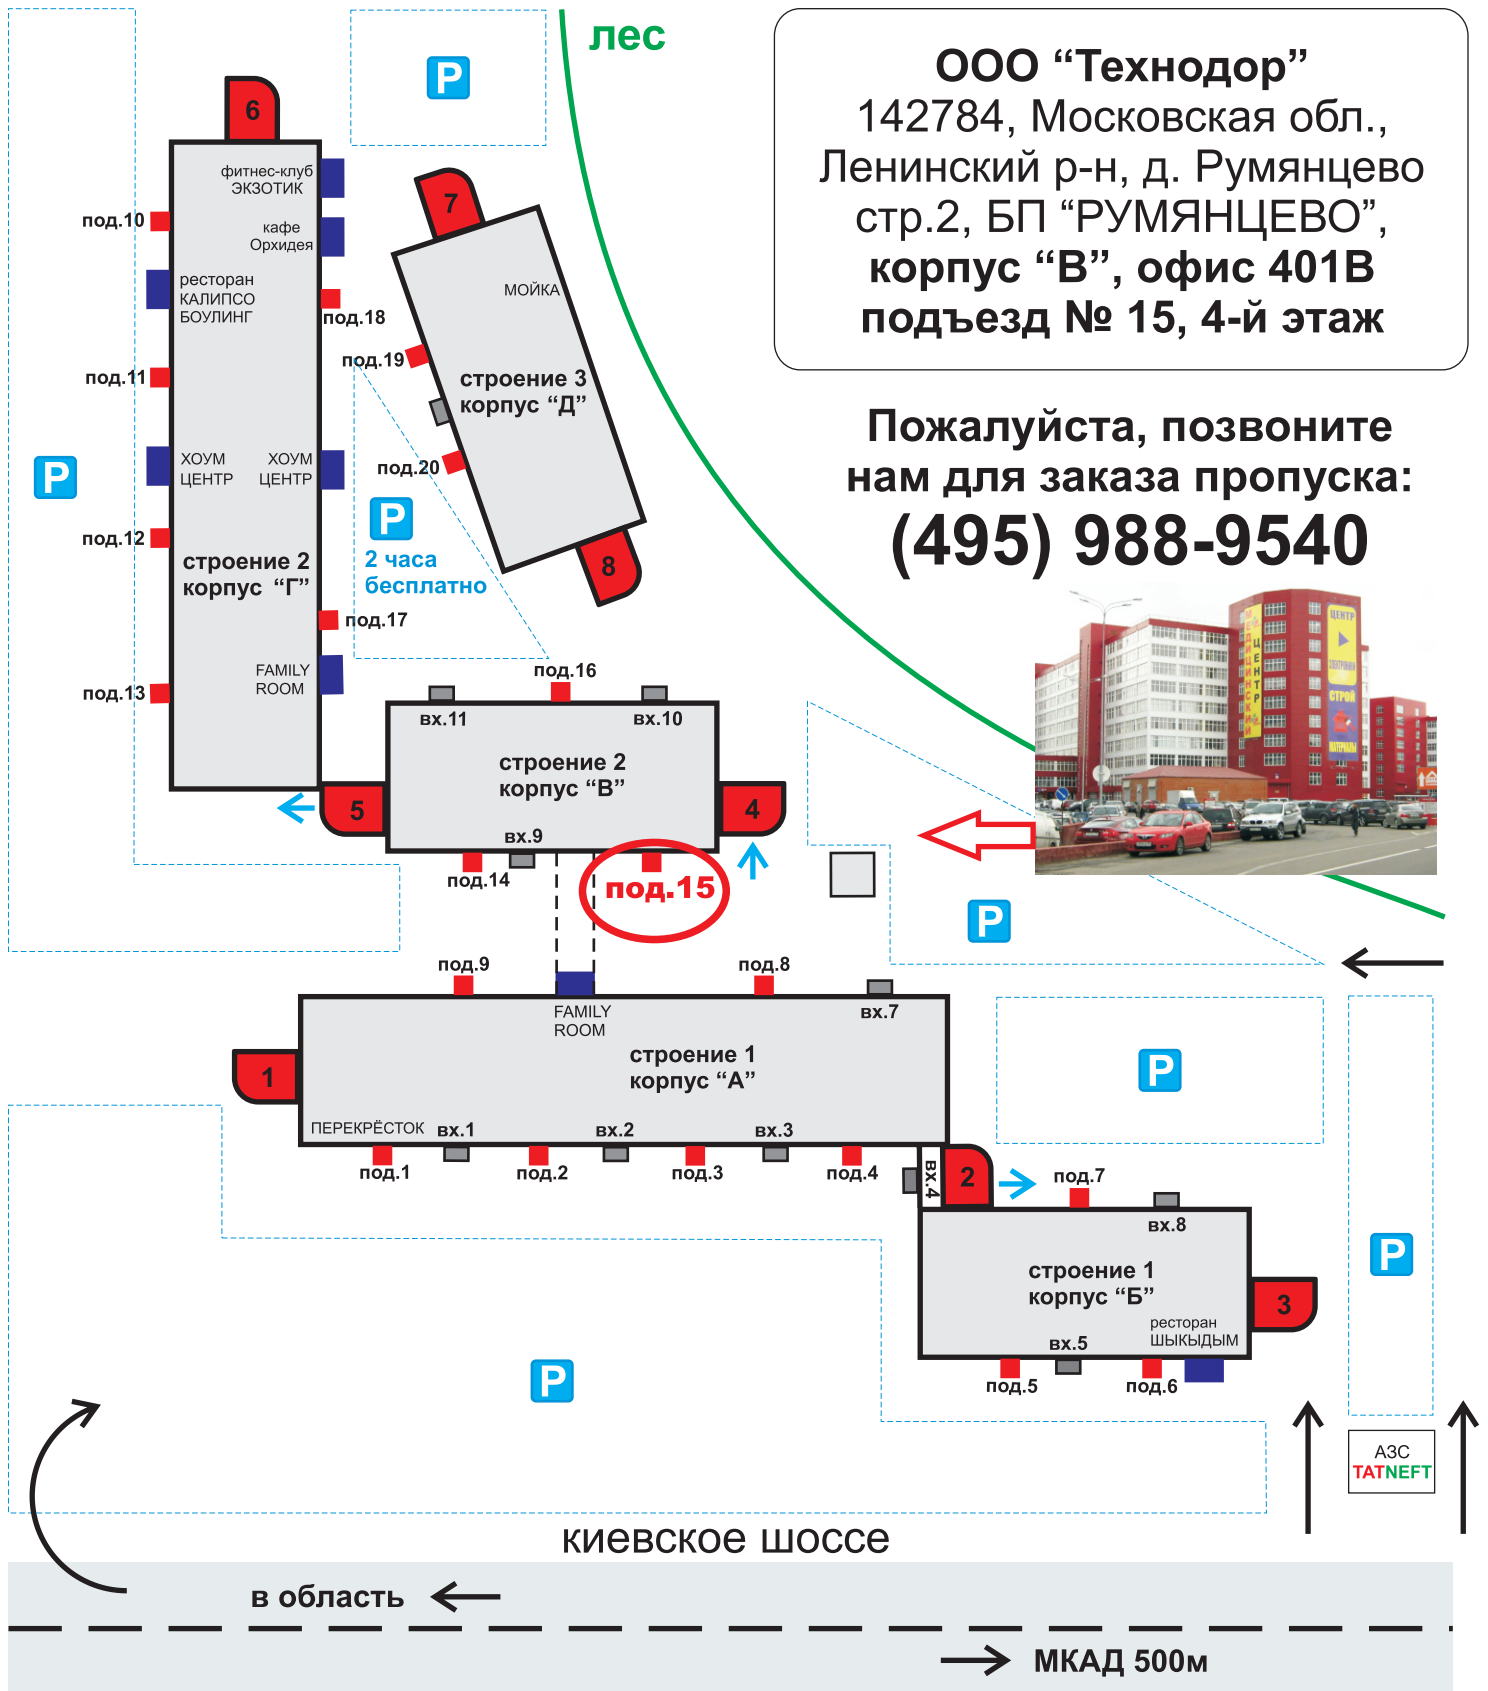 лес
ООО “Технодор”
142784, Московская обл.,
Ленинский р-н, д. Румянцево
стр.2, БП “РУМЯНЦЕВО”,
корпус “В”, офис 401В
подъезд № 15, 4-й этаж
Пожалуйста, позвоните
нам для заказа пропуска:
(495) 988-9540
P
6
фитнес-клуб
ЭКЗОТИК
под.10
кафе
Орхидея
ресторан
КАЛИПСО
БОУЛИНГ
под.18
под.11
P
ХОУМ
ЦЕНТР
ХОУМ
ЦЕНТР
под.12
строение 2
корпус “Г”
под.17
FAMILY
ROOM
под.13
7
МОЙКА
под.19
строение 3
корпус “Д”
под.20
P
2 часа
бесплатно
8
МЕДИЦИНСКИЙ
ЦЕНТР
ЦЕНТР
ЭЛЕКТРОНИКИ
СТРОЙ
МАТЕРИАЛЫ
под.16
вх.11
вх.10
строение 2
корпус “В”
5
4
вх.9
под.14
под.15
P
под.9
под.8
FAMILY
ROOM
вх.7
строение 1
корпус “А”
1
P
ПЕРЕКРЁСТОК
вх.1
вх.2
вх.3
под.1
под.2
под.3
под.4
вх.4
2
под.7
вх.8
P
строение 1
корпус “Б”
3
ресторан
ШЫКЫДЫМ
вх.5
под.5
под.6
P
АЗС
TATNEFT
киевское шоссе
в область
МКАД 500м